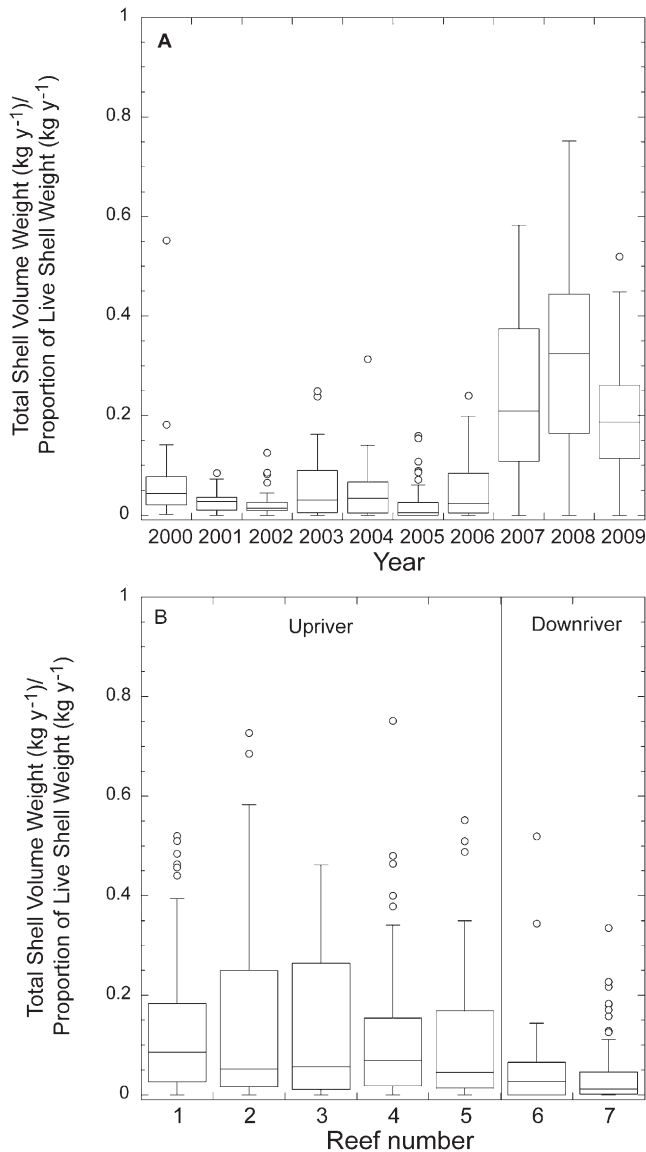 A
Total Shell Volume Weight (kg y-1)/
Proportion of Live Shell Weight (kg y-1)
1
0.8
0.6
0.4
0.2
0
2000 2001 2002 2003 2004 2005 2006 2007 2008 2009
Year
B
Upriver
Downriver
Total Shell Volume Weight (kg y-1)/
Proportion of Live Shell Weight (kg y-1)
1
0.8
0.6
0.4
0.2
0
1 2 3 4 5 6 7
Reef number